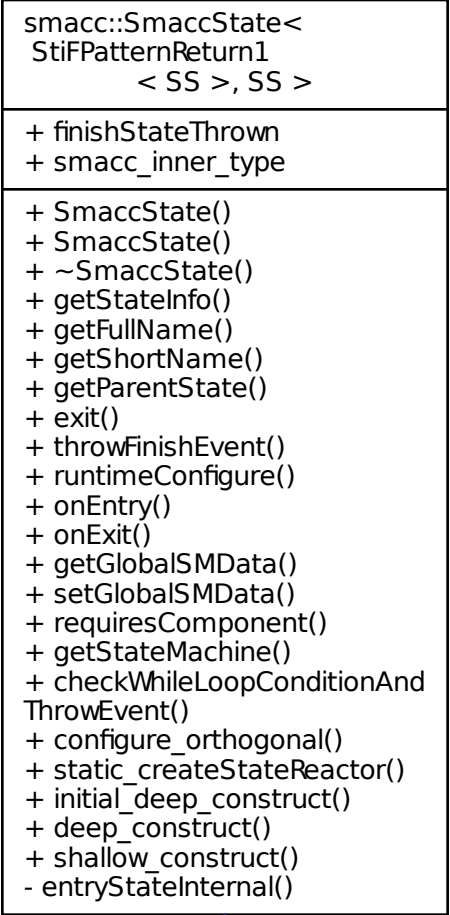 smacc::SmaccState<
StiFPatternReturn1
< SS >, SS >
+ finishStateThrown
+ smacc_inner_type
+ SmaccState()
+ SmaccState()
+ ~SmaccState()
+ getStateInfo()
+ getFullName()
+ getShortName()
+ getParentState()
+ exit()
+ throwFinishEvent()
+ runtimeConfigure()
+ onEntry()
+ onExit()
+ getGlobalSMData()
+ setGlobalSMData()
+ requiresComponent()
+ getStateMachine()
+ checkWhileLoopConditionAnd
ThrowEvent()
+ configure_orthogonal()
+ static_createStateReactor()
+ initial_deep_construct()
+ deep_construct()
+ shallow_construct()
- entryStateInternal()